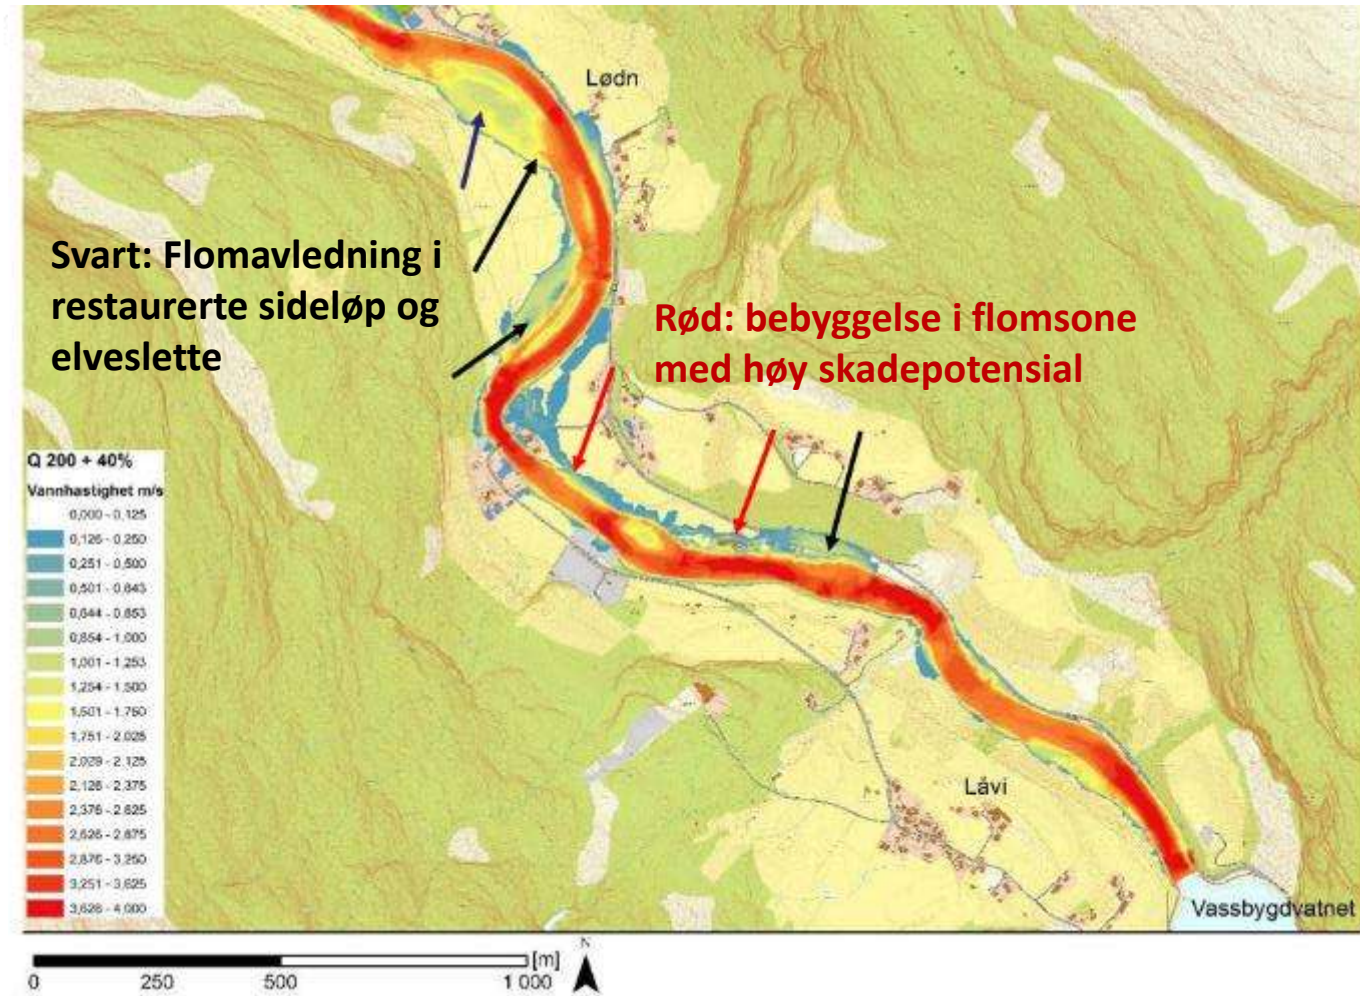 Lødn
Svart: Flomavledning i
restaurerte sideløp og
elveslette
Rød: bebyggelse i flomsone
med høy skadepotensial
Q 200 + 40%
Vannhastighet m/s
0,000 - 0,125
0,126 - 0,250
0,251 - 0,500
0,501 - 0,643
0,644 - 0,853
0,854 - 1,000
1,001 - 1,253
1,254 - 1,500
1,501 - 1,750
1,751 - 2,028
2,029 - 2,125
2,126 - 2,375
2,376 - 2,625
2,626 - 2,875
2,876 - 3,250
3,251 - 3,625
3,626 - 4,000
Låvi
Vassbygdvatnet
N
[m]
0 250 500 1 000